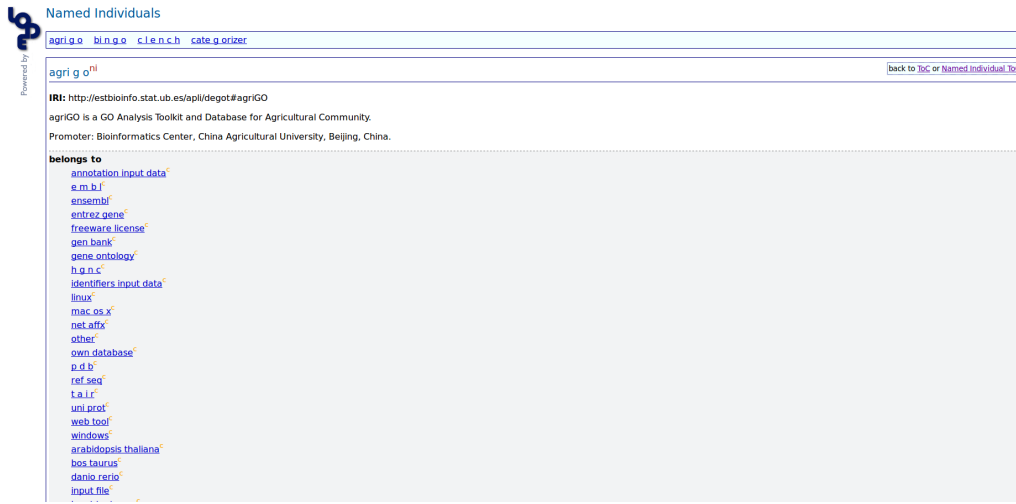 Named Individuals
agri g o bi n g o c l e n c h cate g orizer
agri g o ni
back to ToC or Named Individual To
IRI: http://estbioinfo.stat.ub.es/apli/degot#agriGO
agriGO is a GO Analysis Toolkit and Database for Agricultural Community.
Promoter: Bioinformatics Center, China Agricultural University, Beijing, China.
belongs to
annotation input data c
e m b l c
ensembl c
entrez gene c
freeware license c
gen bank c
gene ontology c
h g n c c
identifiers input data c
linux c
mac os x c
net affx c
other c
own database c
p d b c
ref seq c
t a i r c
uni prot c
web tool c
windows c
arabidopsis thaliana c
bos taurus c
danio rerio c
input file c
Powered by LODE